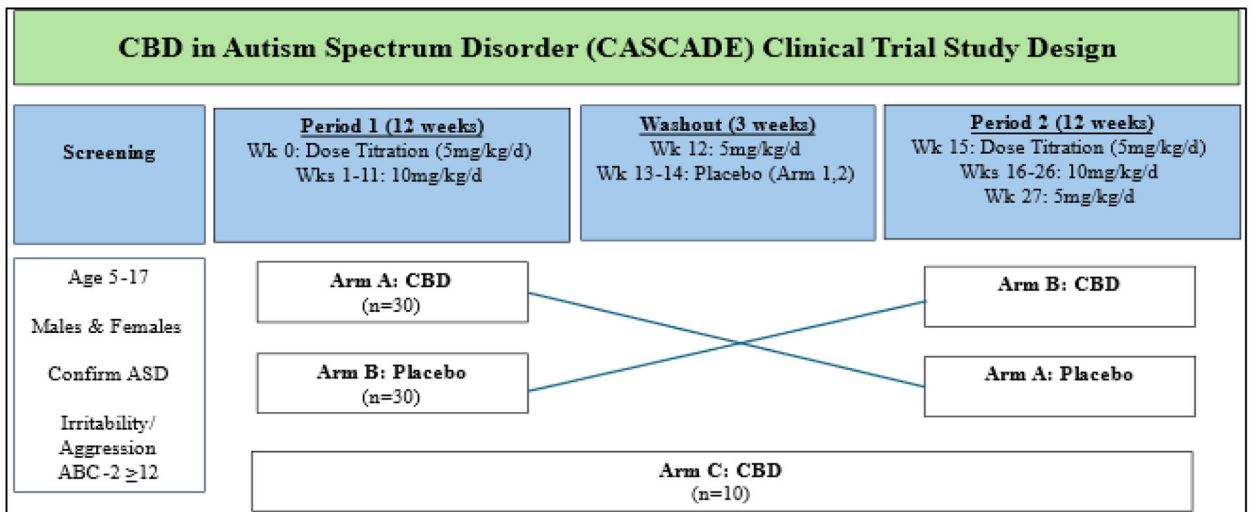 CBD in Autism Spectrum Disorder (CASCADE) Clinical Trial Study Design
Screening
Period 1 (12 weeks)
Wk 0: Dose Titration (5mg/kg/d)
Wks 1-11: 10mg/kg/d
Washout (3 weeks)
Wk 12: 5mg/kg/d
Wk 13-14: Placebo (Arm 1,2)
Period 2 (12 weeks)
Wk 15: Dose Titration (5mg/kg/d)
Wks 16-26: 10mg/kg/d
Wk 27: 5mg/kg/d
Age 5-17
Males & Females
Confirm ASD
Irritability/
Aggression
ABC-2 ≥12
Arm A: CBD
(n=30)
Arm B: Placebo
(n=30)
Arm B: CBD
Arm A: Placebo
Arm C: CBD
(n=10)